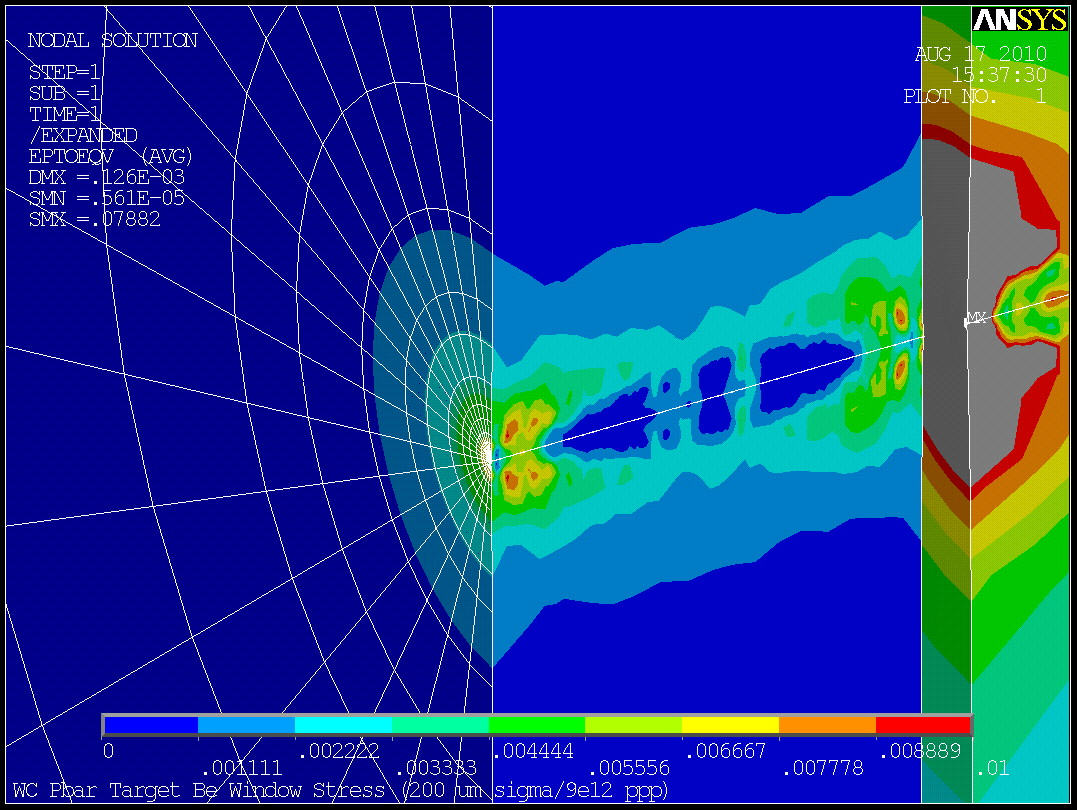 ANSYS
NODAL SOLUTION
AUG 17 2010
15:37:30
PLOT NO. 1
STEP=1
SUB =1
TIME=1
/EXPANDED
EPTOEQV (AVG)
DMX =.126E-03
SMN =.561E-05
SMX =.07882
MX
0 .002222 .004444 .006667 .008889
.001111 .003333 .005556 .007778 .01
WC Pbar Target Be Window Stress (200 um sigma/9e12 ppp)